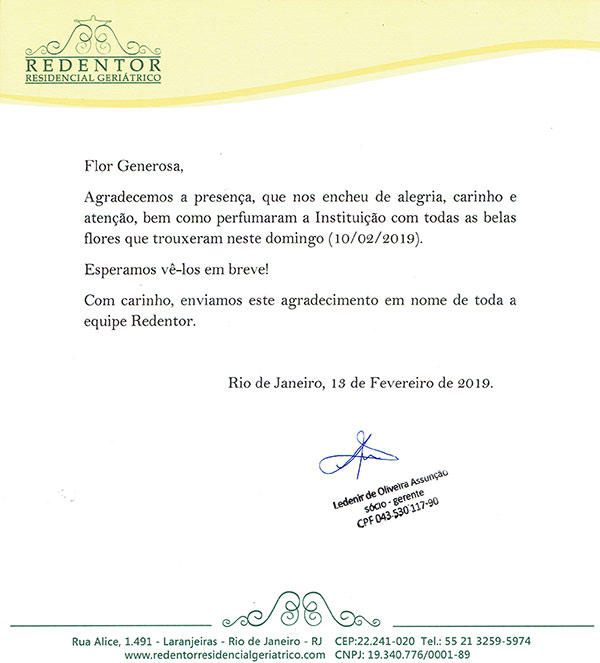 REDENTOR
RESIDENCIAL GERIÁTRICO
Flor Generosa,
Agradecemos a presença, que nos encheu de alegria, carinho e
atenção, bem como perfumaram a Instituição com todas as belas
flores que trouxeram neste domingo (10/02/2019).
Esperamos vê-los em breve!
Com carinho, enviamos este agradecimento em nome de toda a
equipe Redentor.
Rio de Janeiro, 13 de Fevereiro de 2019.
Ledenir de Oliveira Assunção
sócio - gerente
CPF 043.530.117-90
Rua Alice, 1.491 - Laranjeiras - Rio de Janeiro - RJ CEP:22.241-020 Tel.: 55 21 3259-5974
www.redentorresidencialgeriatrico.com CNPJ: 19.340.776/0001-89